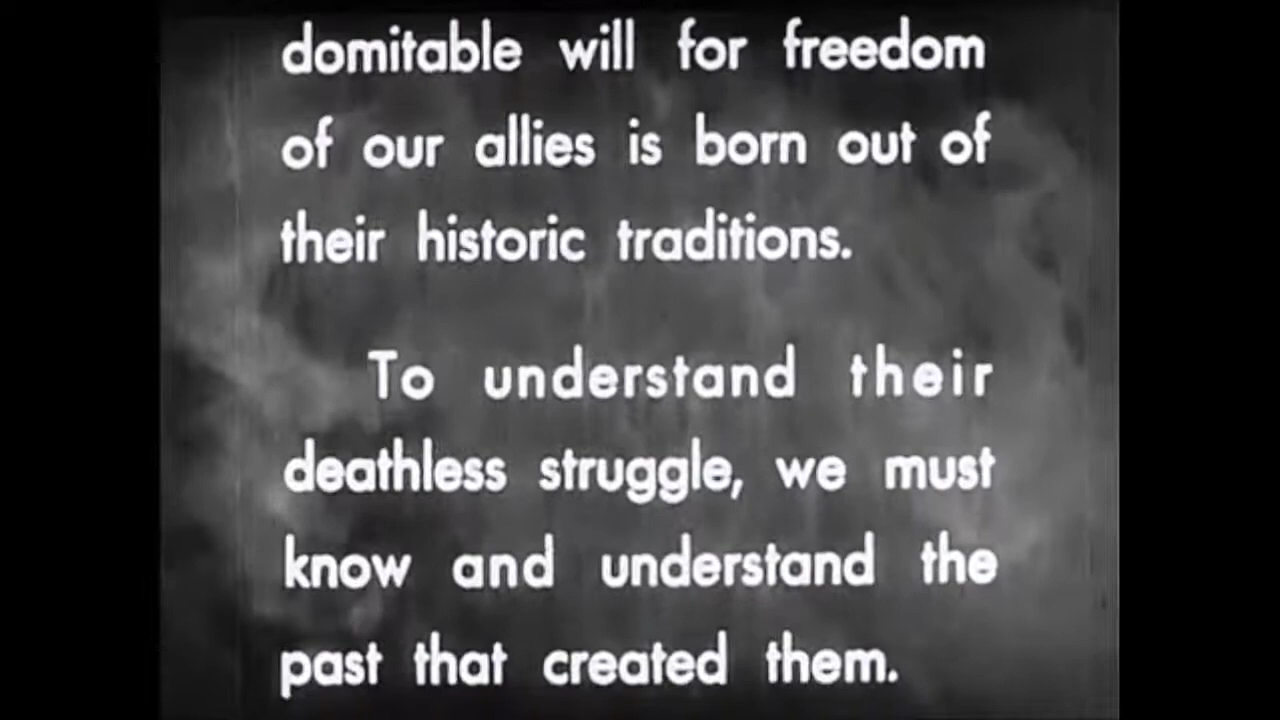 domitable will for freedom
of our allies is born out of
their historic traditions.
To understand their
deathless struggle, we must
know and understand the
past that created them.